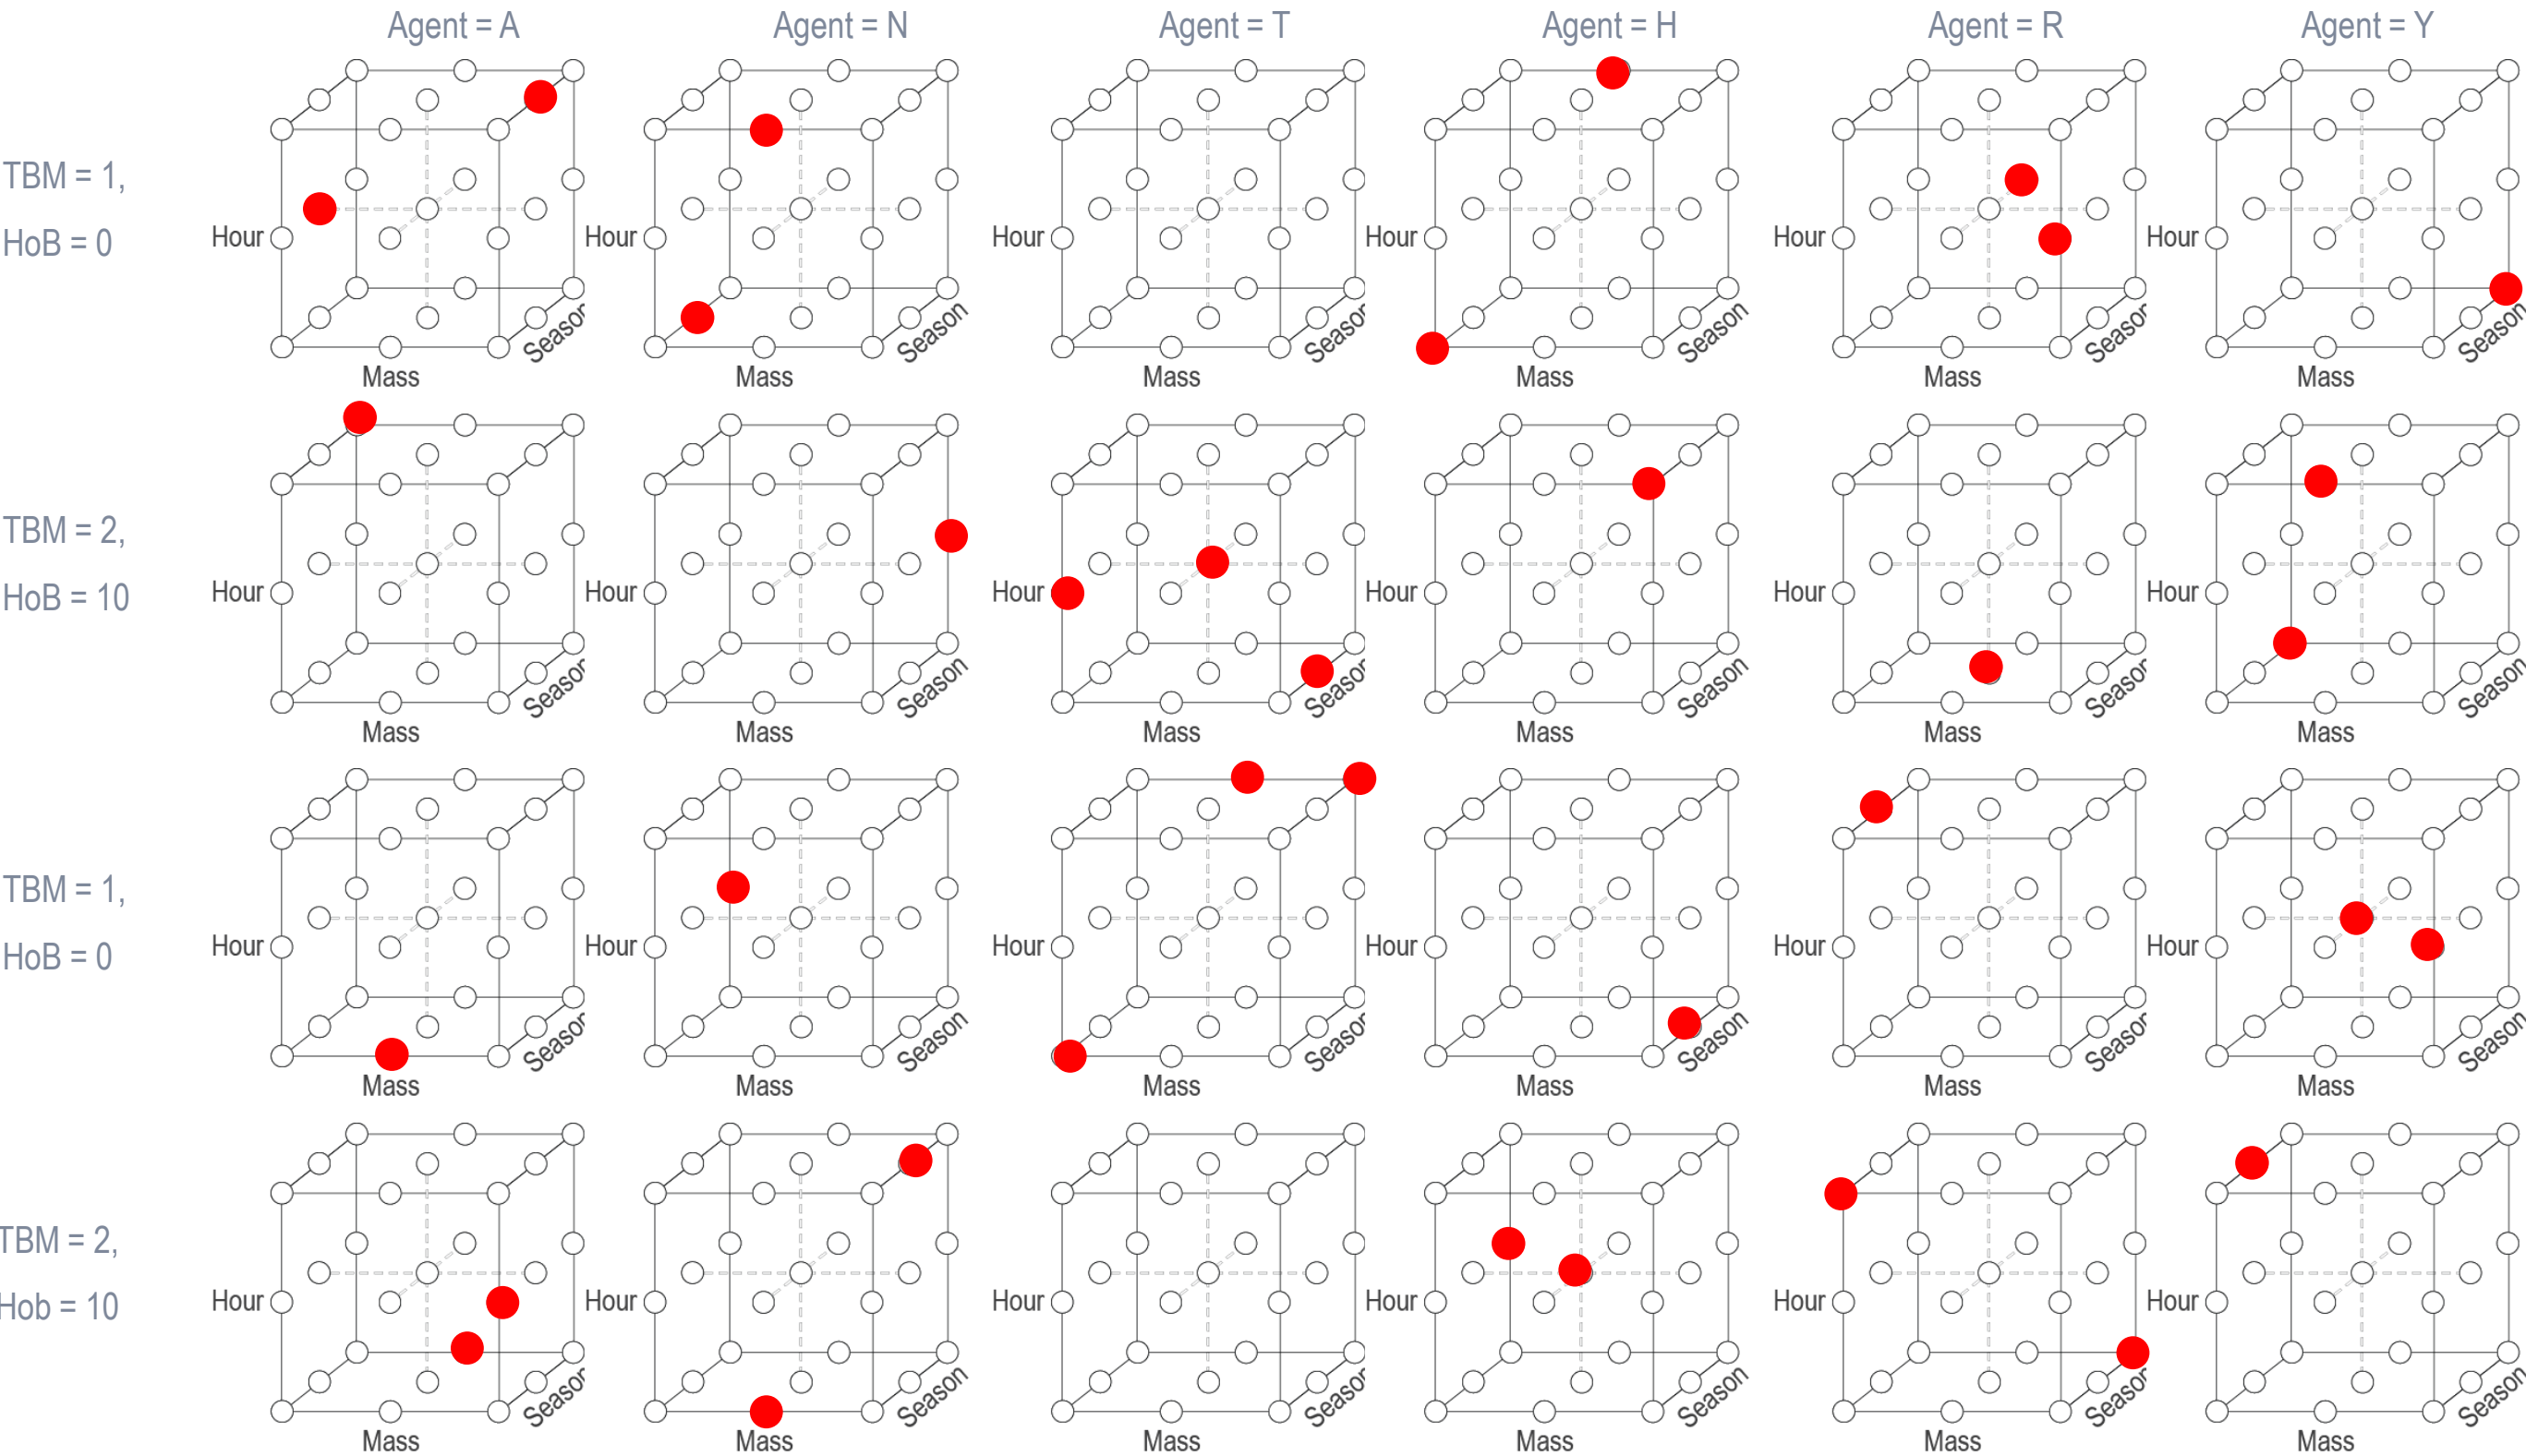 Agent = A Agent = N Agent = T Agent = H Agent = R Agent = Y
TBM = 1,
HoB = 0
Hour Hour Hour Hour Hour Hour
Season Season Season Season Season Season
Mass Mass Mass Mass Mass Mass
TBM = 2,
HoB = 10
Hour Hour Hour Hour Hour Hour
Season Season Season Season Season Season
Mass Mass Mass Mass Mass Mass
TBM = 1,
HoB = 0
Hour Hour Hour Hour Hour Hour
Season Season Season Season Season Season
Mass Mass Mass Mass Mass Mass
TBM = 2,
Hob = 10
Hour Hour Hour Hour Hour Hour
Season Season Season Season Season Season
Mass Mass Mass Mass Mass Mass